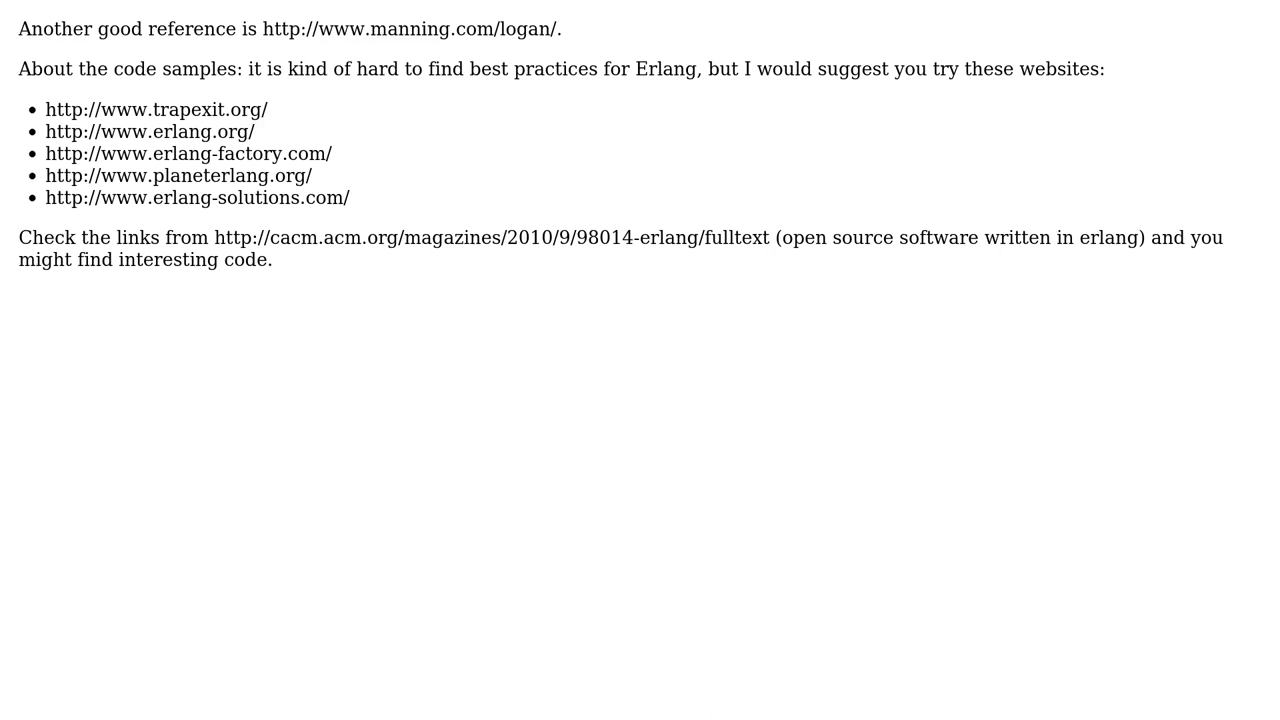 Another good reference is http://www.manning.com/logan/.
About the code samples: it is kind of hard to find best practices for Erlang, but I would suggest you try these websites:
• http://www.trapexit.org/
• http://www.erlang.org/
• http://www.erlang-factory.com/
• http://www.planeterlang.org/
• http://www.erlang-solutions.com/
Check the links from http://cacm.acm.org/magazines/2010/9/98014-erlang/fulltext (open source software written in erlang) and you
might find interesting code.